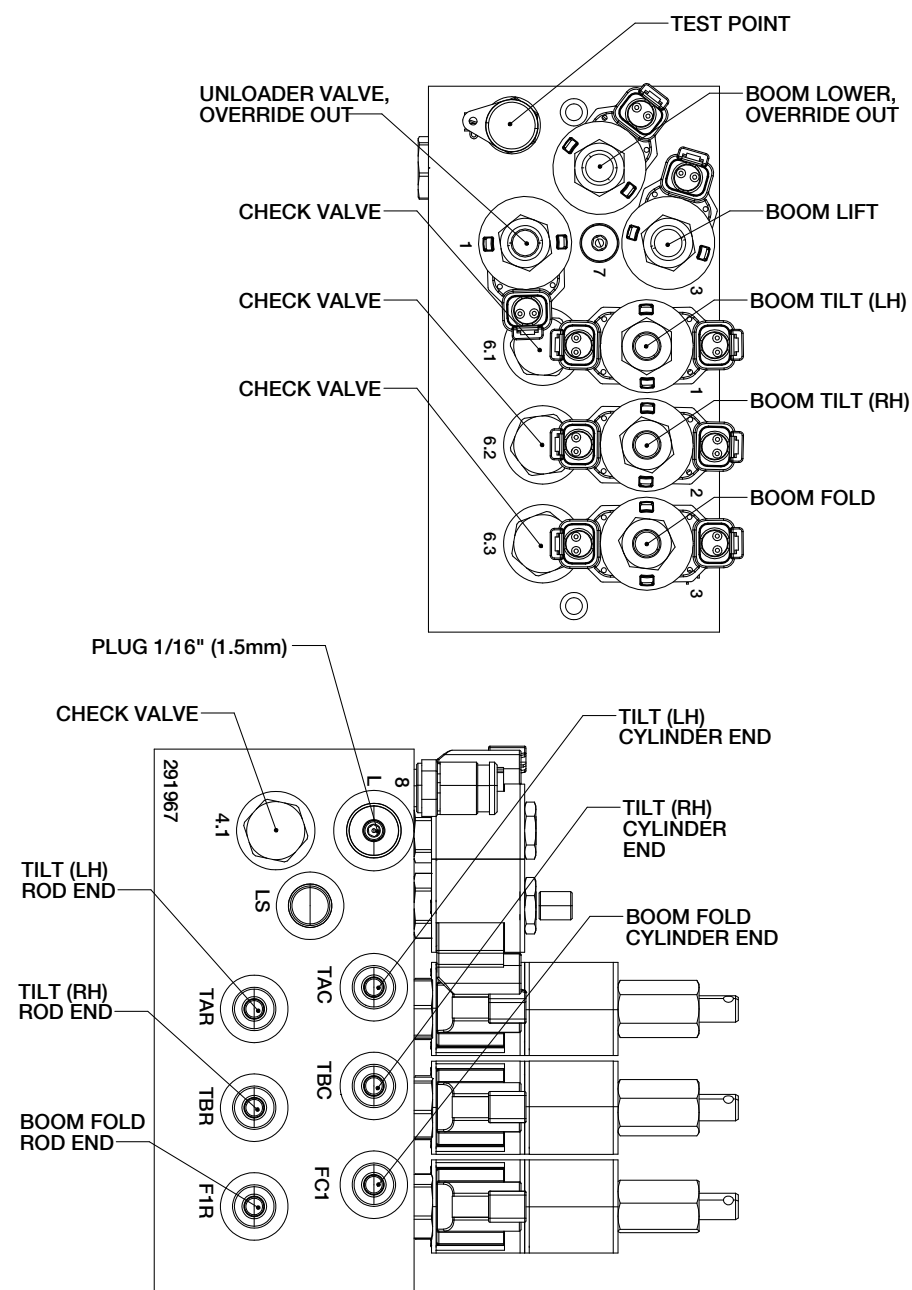 TEST POINT
UNLOADER VALVE,
OVERRIDE OUT
BOOM LOWER,
OVERRIDE OUT
CHECK VALVE
BOOM LIFT
1
7
3
CHECK VALVE
BOOM TILT (LH)
6.1
1
CHECK VALVE
BOOM TILT (RH)
6.2
2
BOOM FOLD
6.3
3
PLUG 1/16" (1.5mm)
CHECK VALVE
TILT (LH)
CYLINDER END
291967
4.1
L
8
TILT (RH)
CYLINDER
END
TILT (LH)
ROD END
LS
BOOM FOLD
CYLINDER END
TAR
TAC
TILT (RH)
ROD END
TBR
TBC
BOOM FOLD
ROD END
F1R
FC1